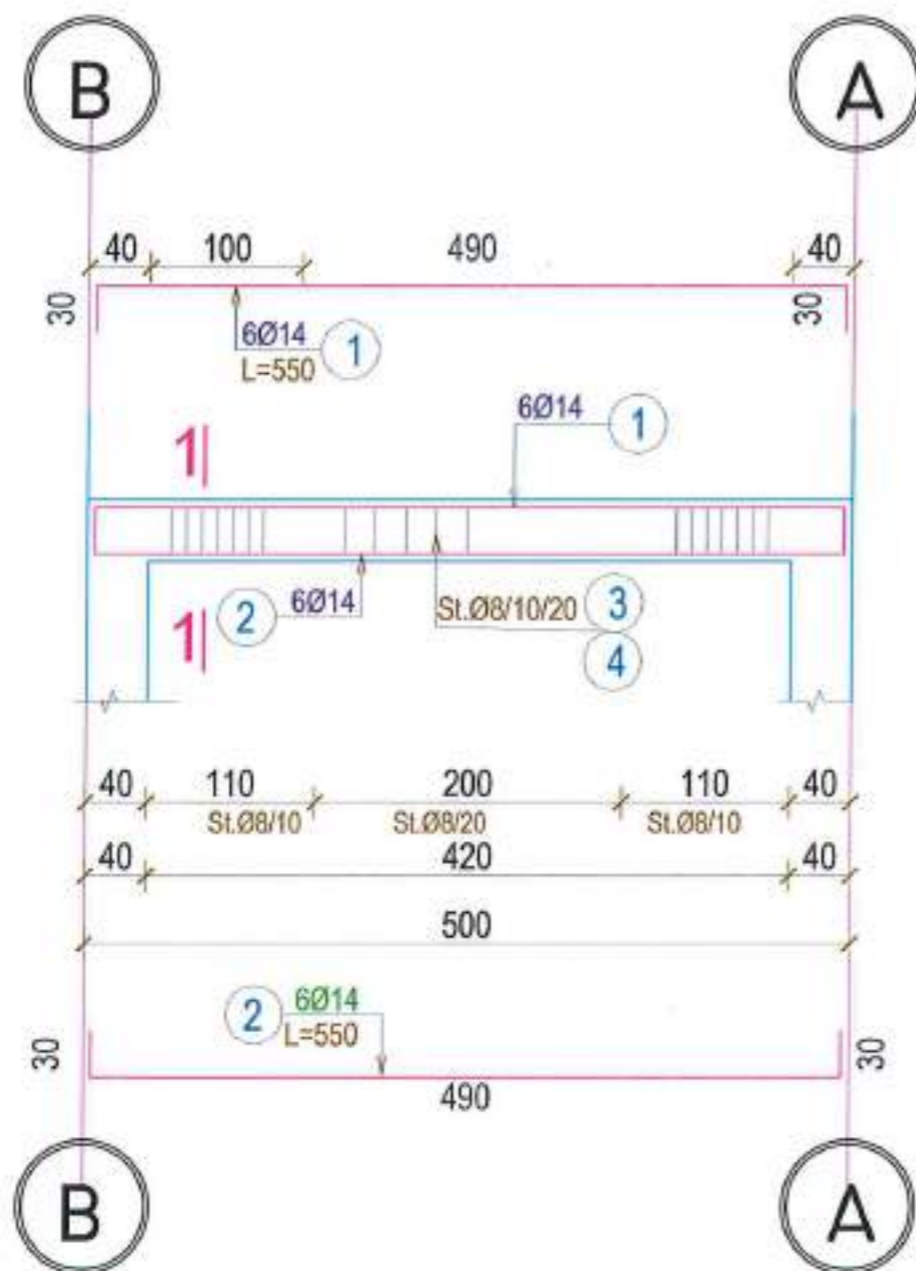 B A
40 100 490 40
30 30
6Ø14 1
L=550
6Ø14 1
1
2 6Ø14 St.Ø8/10/20 3
1 4
40 110 200 110 40
St.Ø8/10 St.Ø8/20 St.Ø8/10
40 420 40
500
2 6Ø14
L=550
30 30
490
B A